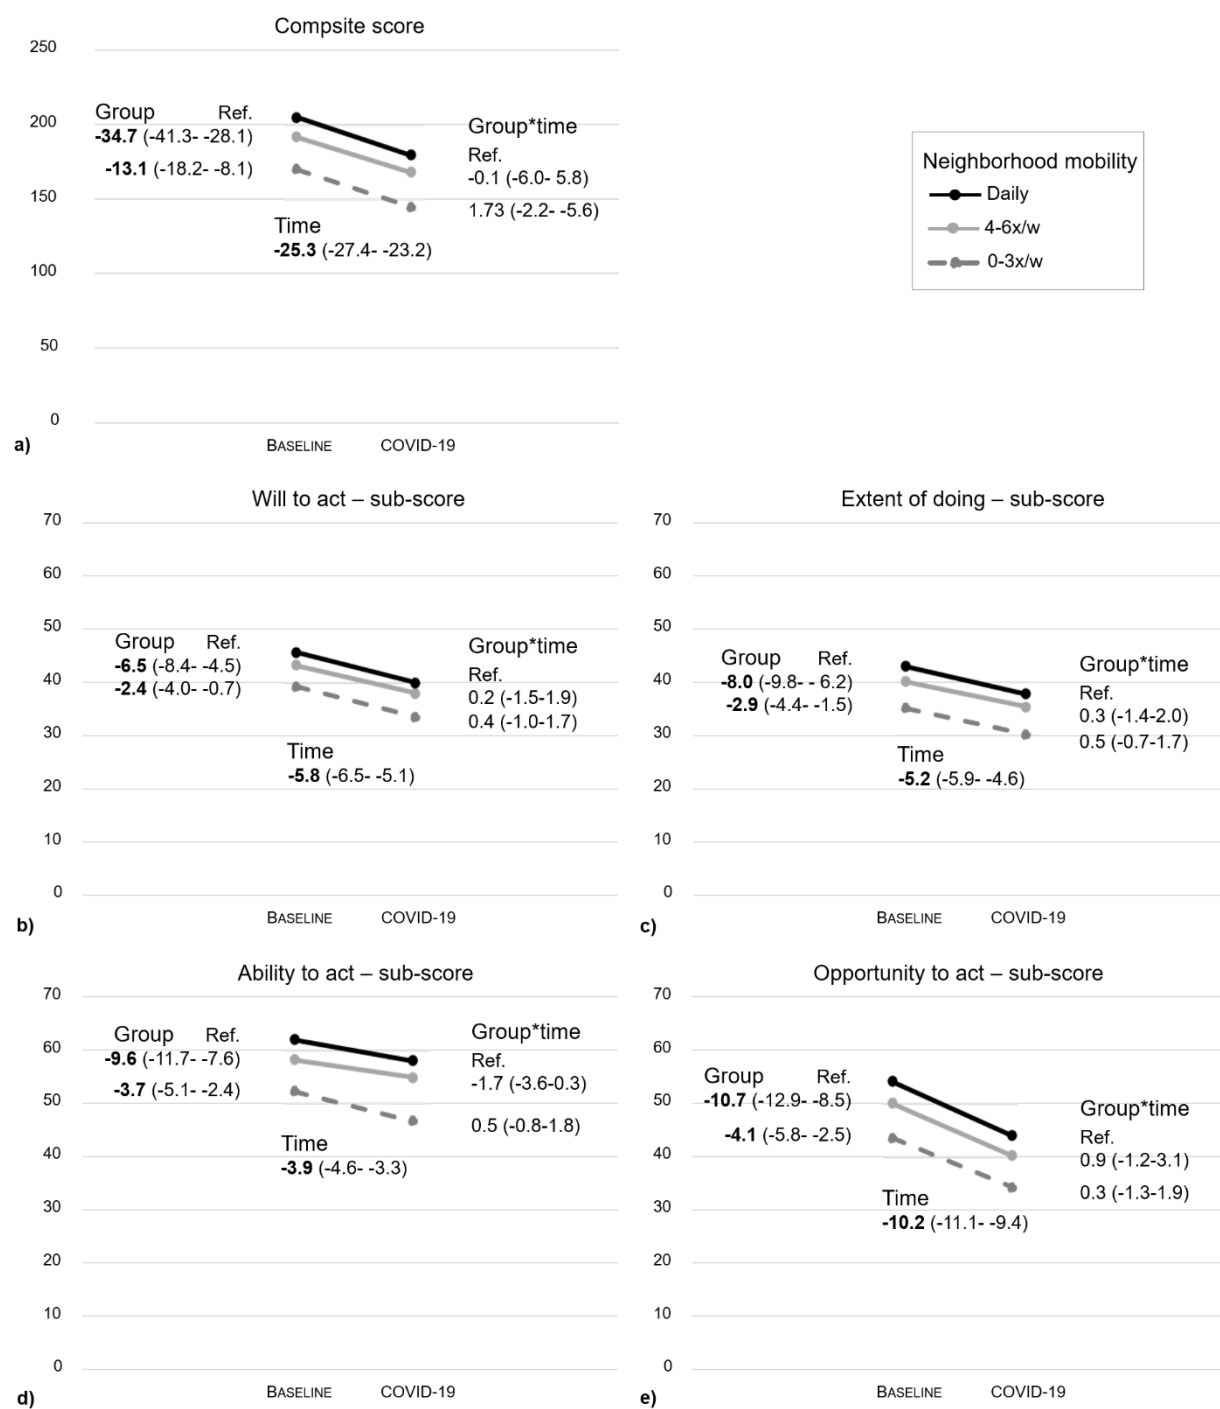 Compsite score
250
200
150
100
50
0
Group Ref.
-34.7 (-41.3- -28.1)
-13.1 (-18.2- -8.1)
Group*time
Ref.
-0.1 (-6.0- 5.8)
1.73 (-2.2- -5.6)
Time
-25.3 (-27.4- -23.2)
BASELINE COVID-19
a)
Neighborhood mobility
Daily
4-6x/w
0-3x/w
Will to act – sub-score
70
60
50
40
30
20
10
0
Group Ref.
-6.5 (-8.4- -4.5)
-2.4 (-4.0- -0.7)
Group*time
Ref.
0.2 (-1.5-1.9)
0.4 (-1.0-1.7)
Time
-5.8 (-6.5- -5.1)
BASELINE COVID-19
b)
Extent of doing – sub-score
70
60
50
40
30
20
10
0
Group Ref.
-8.0 (-9.8- - 6.2)
-2.9 (-4.4- -1.5)
Group*time
Ref.
0.3 (-1.4-2.0)
0.5 (-0.7-1.7)
Time
-5.2 (-5.9- -4.6)
BASELINE COVID-19
c)
Ability to act – sub-score
70
60
50
40
30
20
10
0
Group Ref.
-9.6 (-11.7- -7.6)
-3.7 (-5.1- -2.4)
Group*time
Ref.
-1.7 (-3.6-0.3)
0.5 (-0.8-1.8)
Time
-3.9 (-4.6- -3.3)
BASELINE COVID-19
d)
Opportunity to act – sub-score
70
60
50
40
30
20
10
0
Group Ref.
-10.7 (-12.9- -8.5)
-4.1 (-5.8- -2.5)
Group*time
Ref.
0.9 (-1.2-3.1)
0.3 (-1.3-1.9)
Time
-10.2 (-11.1- -9.4)
BASELINE COVID-19
e)